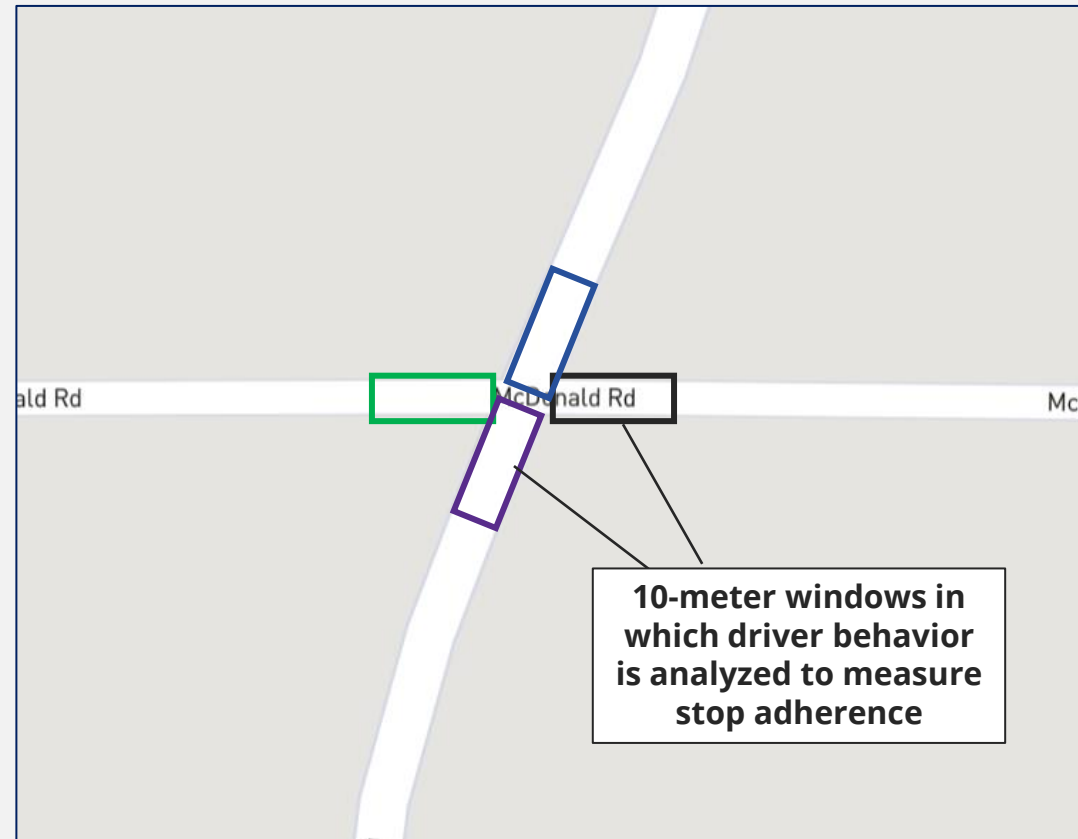 ald Rd
McDonald Rd
Mc
10-meter windows in
which driver behavior
is analyzed to measure
stop adherence